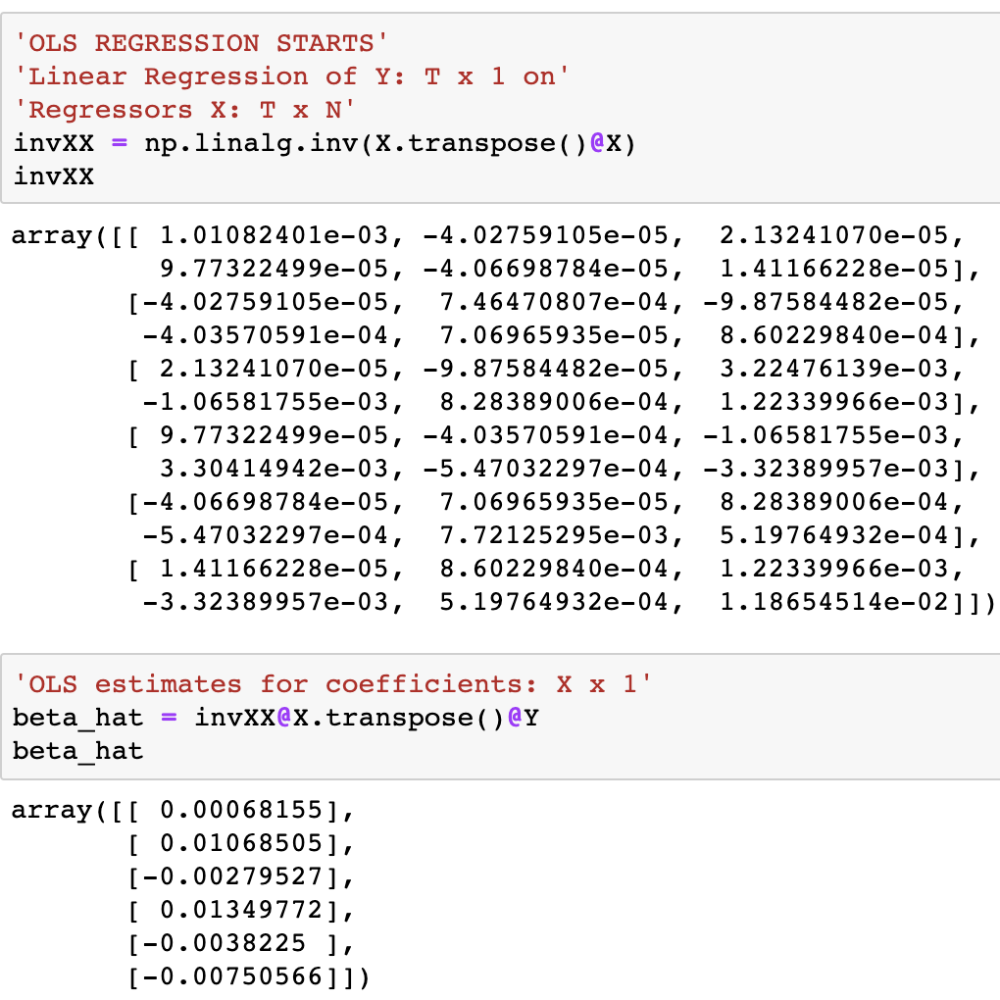 'OLS REGRESSION STARTS'
'Linear Regression of Y: T x 1 on'
'Regressors X: T x N'
invXX = np.linalg.inv(X.transpose()@X)
invXX
array([[ 1.01082401e-03, -4.02759105e-05,  2.13241070e-05,
         9.77322499e-05, -4.06698784e-05,  1.41166228e-05],
       [-4.02759105e-05,  7.46470807e-04, -9.87584482e-05,
        -4.03570591e-04,  7.06965935e-05,  8.60229840e-04],
       [ 2.13241070e-05, -9.87584482e-05,  3.22476139e-03,
        -1.06581755e-03,  8.28389006e-04,  1.22339966e-03],
       [ 9.77322499e-05, -4.03570591e-04, -1.06581755e-03,
         3.30414942e-03, -5.47032297e-04, -3.32389957e-03],
       [-4.06698784e-05,  7.06965935e-05,  8.28389006e-04,
        -5.47032297e-04,  7.72125295e-03,  5.19764932e-04],
       [ 1.41166228e-05,  8.60229840e-04,  1.22339966e-03,
        -3.32389957e-03,  5.19764932e-04,  1.18654514e-02]])
'OLS estimates for coefficients: X x 1'
beta_hat = invXX@X.transpose()@Y
beta_hat
array([[ 0.00068155],
       [ 0.01068505],
       [-0.00279527],
       [ 0.01349772],
       [-0.0038225 ],
       [-0.00750566]])